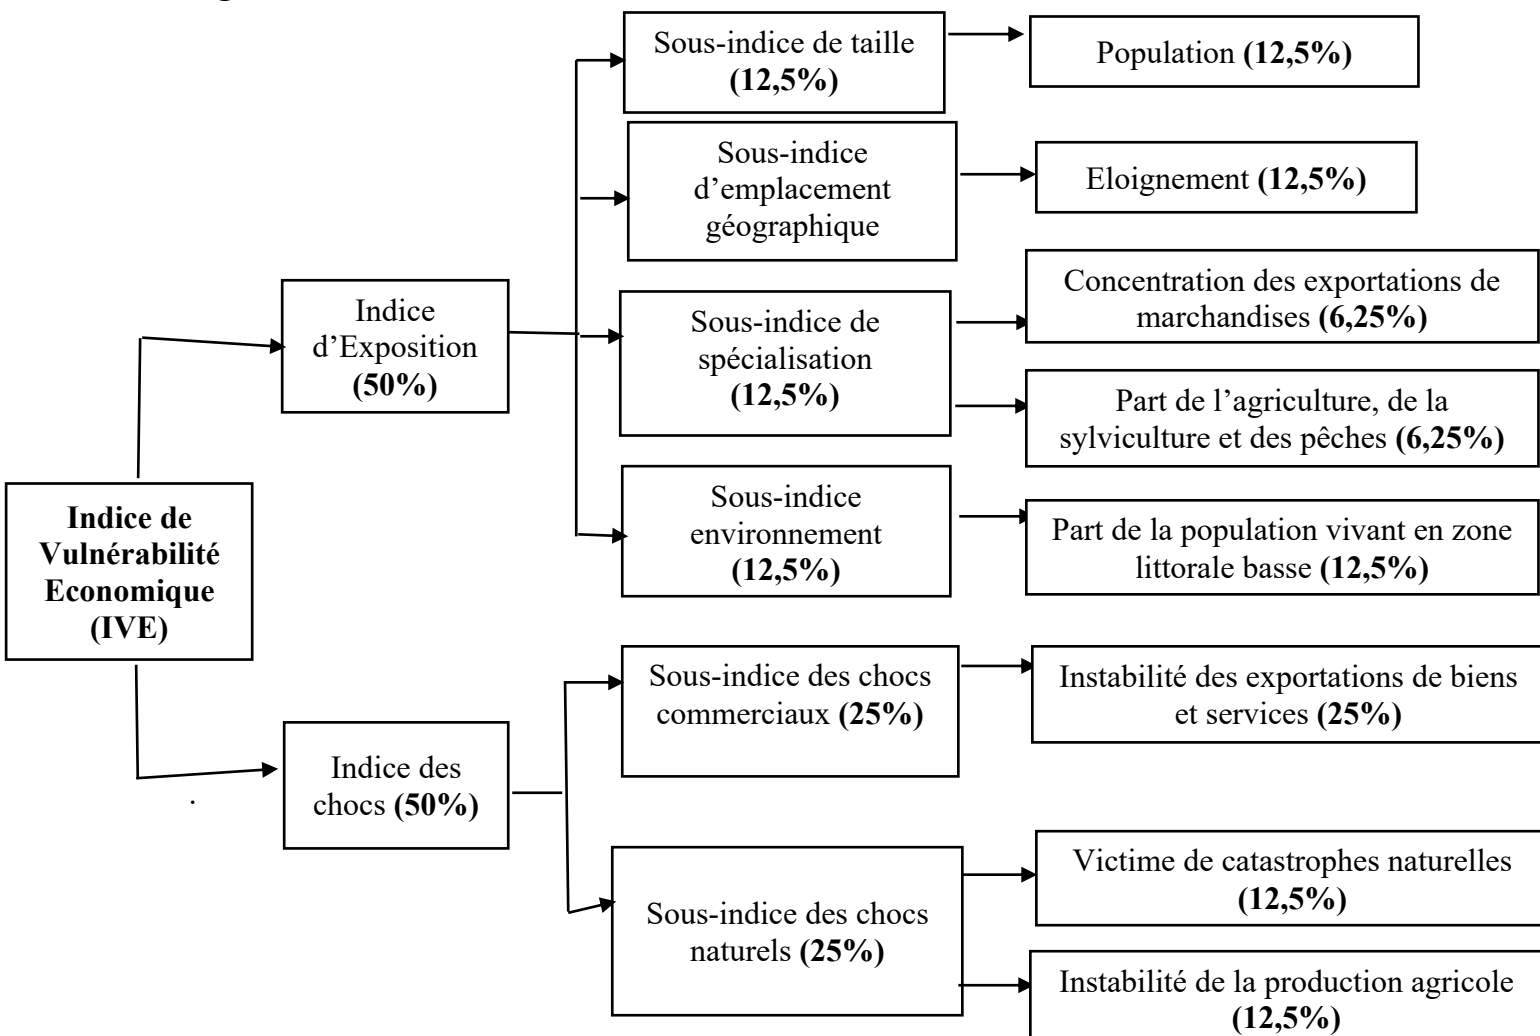 Sous-indice de taille
(12,5%)
Population (12,5%)
Sous-indice
d’emplacement
géographique
Eloignement (12,5%)
Indice
d’Exposition
(50%)
Sous-indice de
spécialisation
(12,5%)
Concentration des exportations de
marchandises (6,25%)
Part de l’agriculture, de la
sylviculture et des pêches (6,25%)
Sous-indice
environnement
(12,5%)
Part de la population vivant en zone
littorale basse (12,5%)
Indice de
Vulnérabilité
Economique
(IVE)
Sous-indice des chocs
commerciaux (25%)
Instabilité des exportations de biens
et services (25%)
Indice des
chocs (50%)
.
Sous-indice des chocs
naturels (25%)
Victime de catastrophes naturelles
(12,5%)
Instabilité de la production agricole
(12,5%)